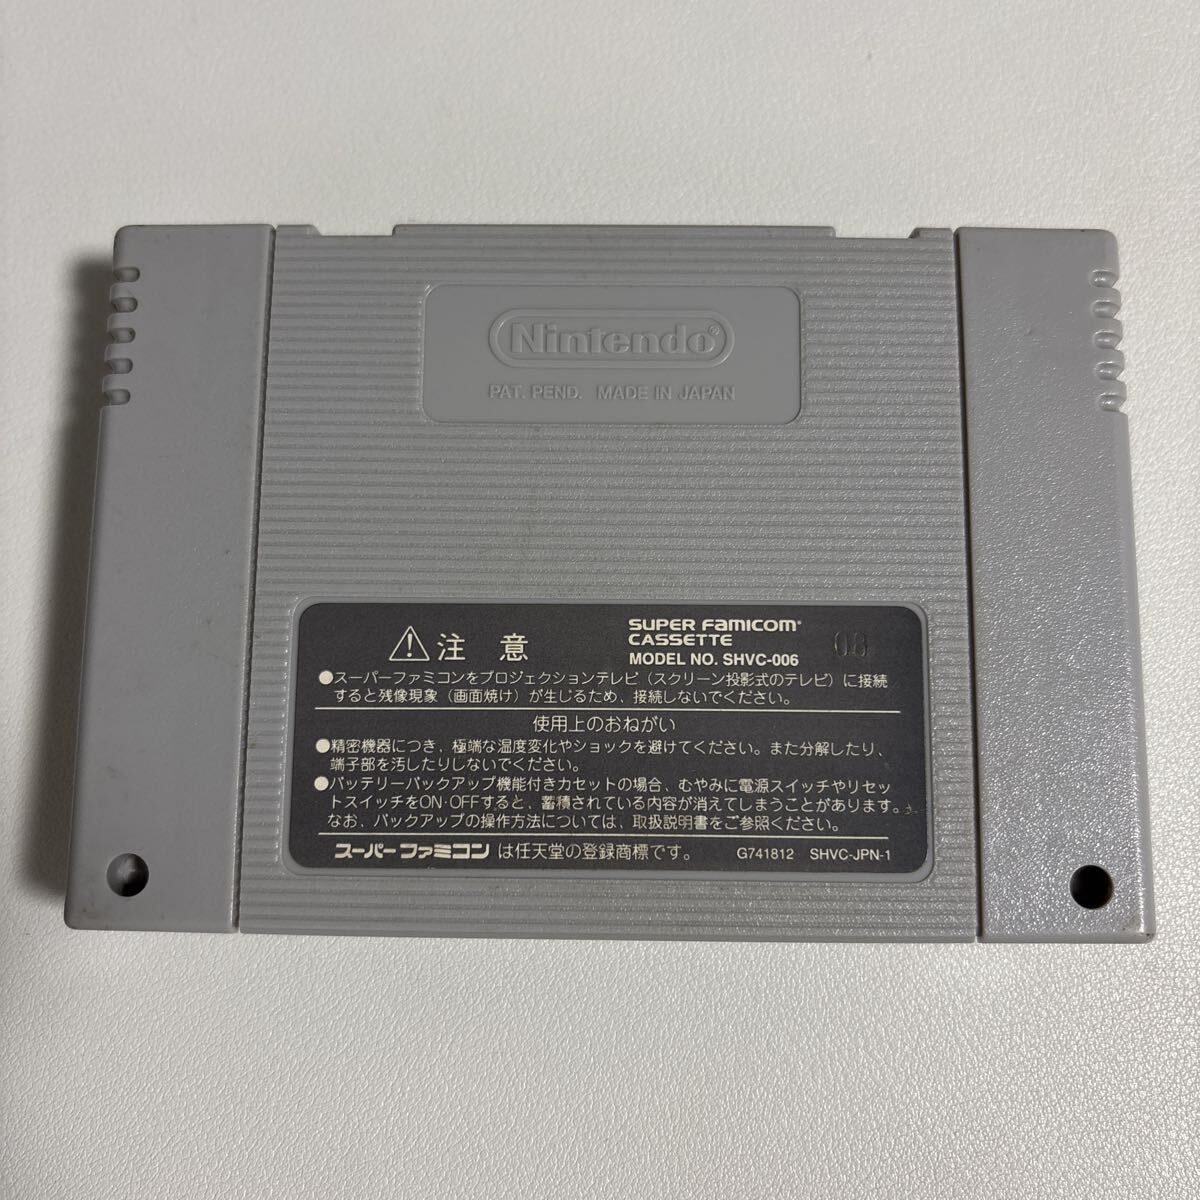 Nintendo®
PAT. PEND. MADE IN JAPAN
⚠注 意
SUPER FAMICOM®
CASSETTE
MODEL NO. SHVC-006
●スーパーファミコンをプロジェクションテレビ(スクリーン投影式のテレビ)に接続
すると残像現象(画面焼け)が生じるため、接続しないでください。
使用上のおねがい
●精密機器につき、極端な温度変化やショックを避けてください。また分解したり、
端子部を汚したりしないでください。
●バッテリーバックアップ機能付きカセットの場合、むやみに電源スイッチやリセッ
トスイッチをON・OFFすると、蓄積されている内容が消えてしまうことがあります。
なお、バックアップの操作方法については、取扱説明書をご参照ください。
スーパーファミコン は任天堂の登録商標です。 G741812 SHVC-JPN-1